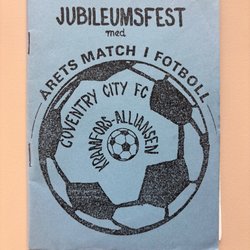 JUBILEUMSFEST
med
ÅRETS MATCH I FOTBOLL
COVENTRY CITY FC
KRAMFORS-ALLIANSEN